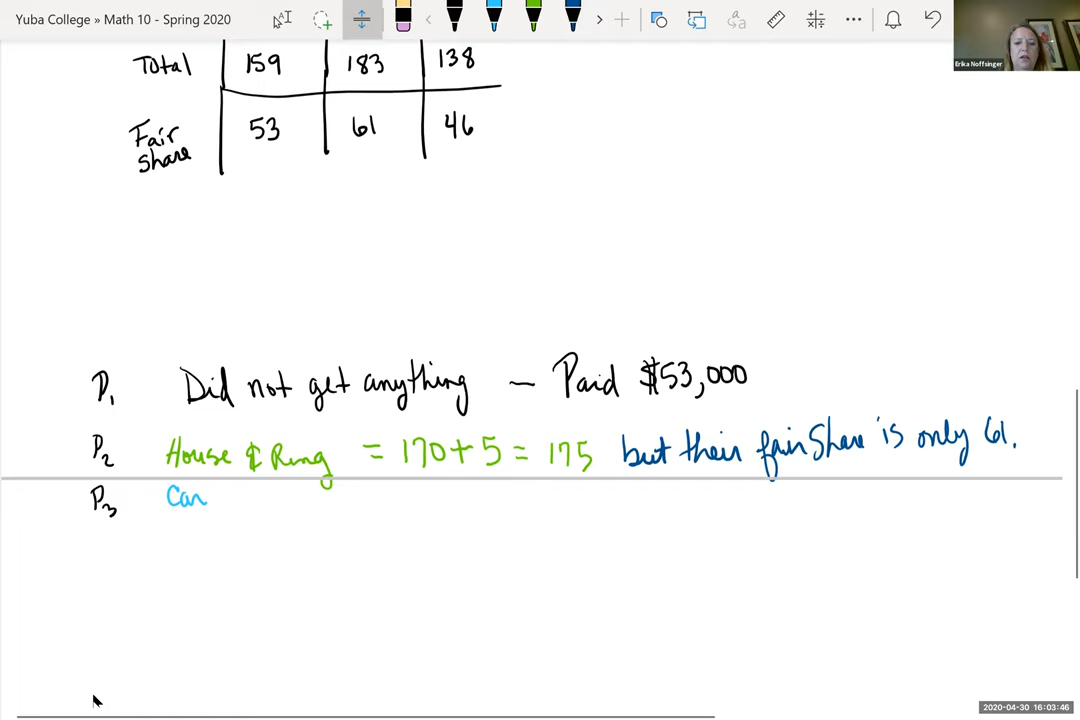 Yuba College » Math 10 - Spring 2020
Erika Noffsinger
Total 159 183 138
Fair Share 53 61 46
P1 Did not get anything — Paid $53,000
P2 House & Ring = 170 + 5 = 175 but their fair share is only 61.
P3 Car
2020-04-30 16:03:46